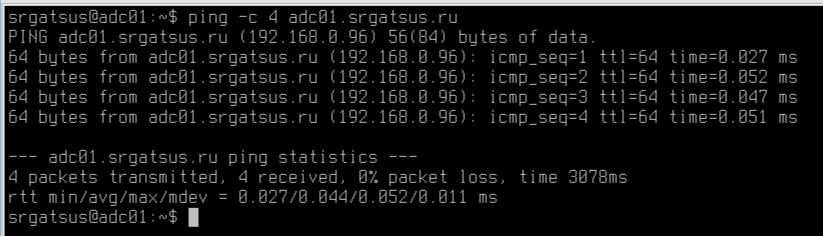 srgatsus@adc01:~$ ping -c 4 adc01.srgatsus.ru
PING adc01.srgatsus.ru (192.168.0.96) 56(84) bytes of data.
64 bytes from adc01.srgatsus.ru (192.168.0.96): icmp_seq=1 ttl=64 time=0.027 ms
64 bytes from adc01.srgatsus.ru (192.168.0.96): icmp_seq=2 ttl=64 time=0.052 ms
64 bytes from adc01.srgatsus.ru (192.168.0.96): icmp_seq=3 ttl=64 time=0.047 ms
64 bytes from adc01.srgatsus.ru (192.168.0.96): icmp_seq=4 ttl=64 time=0.051 ms
--- adc01.srgatsus.ru ping statistics ---
4 packets transmitted, 4 received, 0% packet loss, time 3078ms
rtt min/avg/max/mdev = 0.027/0.044/0.052/0.011 ms
srgatsus@adc01:~$